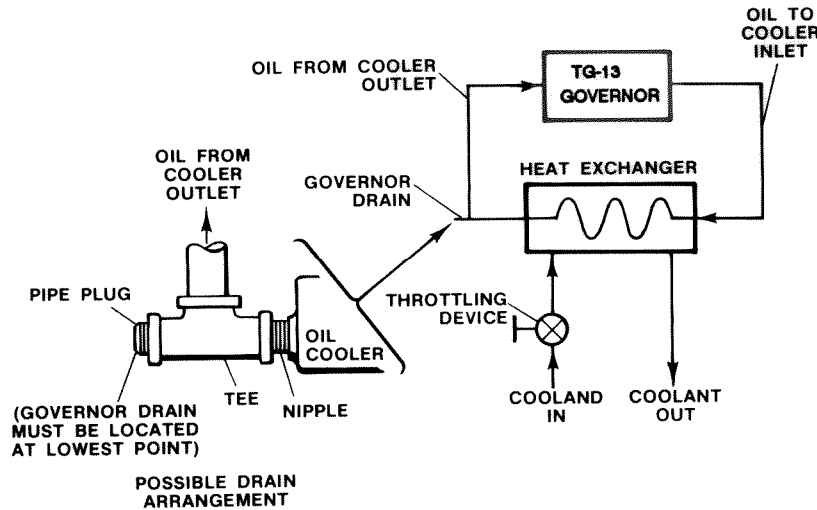 OIL TO
COOLER
INLET
OIL FROM COOLER
OUTLET
TG-13
GOVERNOR
OIL FROM
COOLER
OUTLET
GOVERNOR
DRAIN
HEAT EXCHANGER
PIPE PLUG
THROTTLING
DEVICE
OIL
COOLER
TEE
NIPPLE
(GOVERNOR DRAIN
MUST BE LOCATED
AT LOWEST POINT)
COOLAND
IN
COOLANT
OUT
POSSIBLE DRAIN
ARRANGEMENT